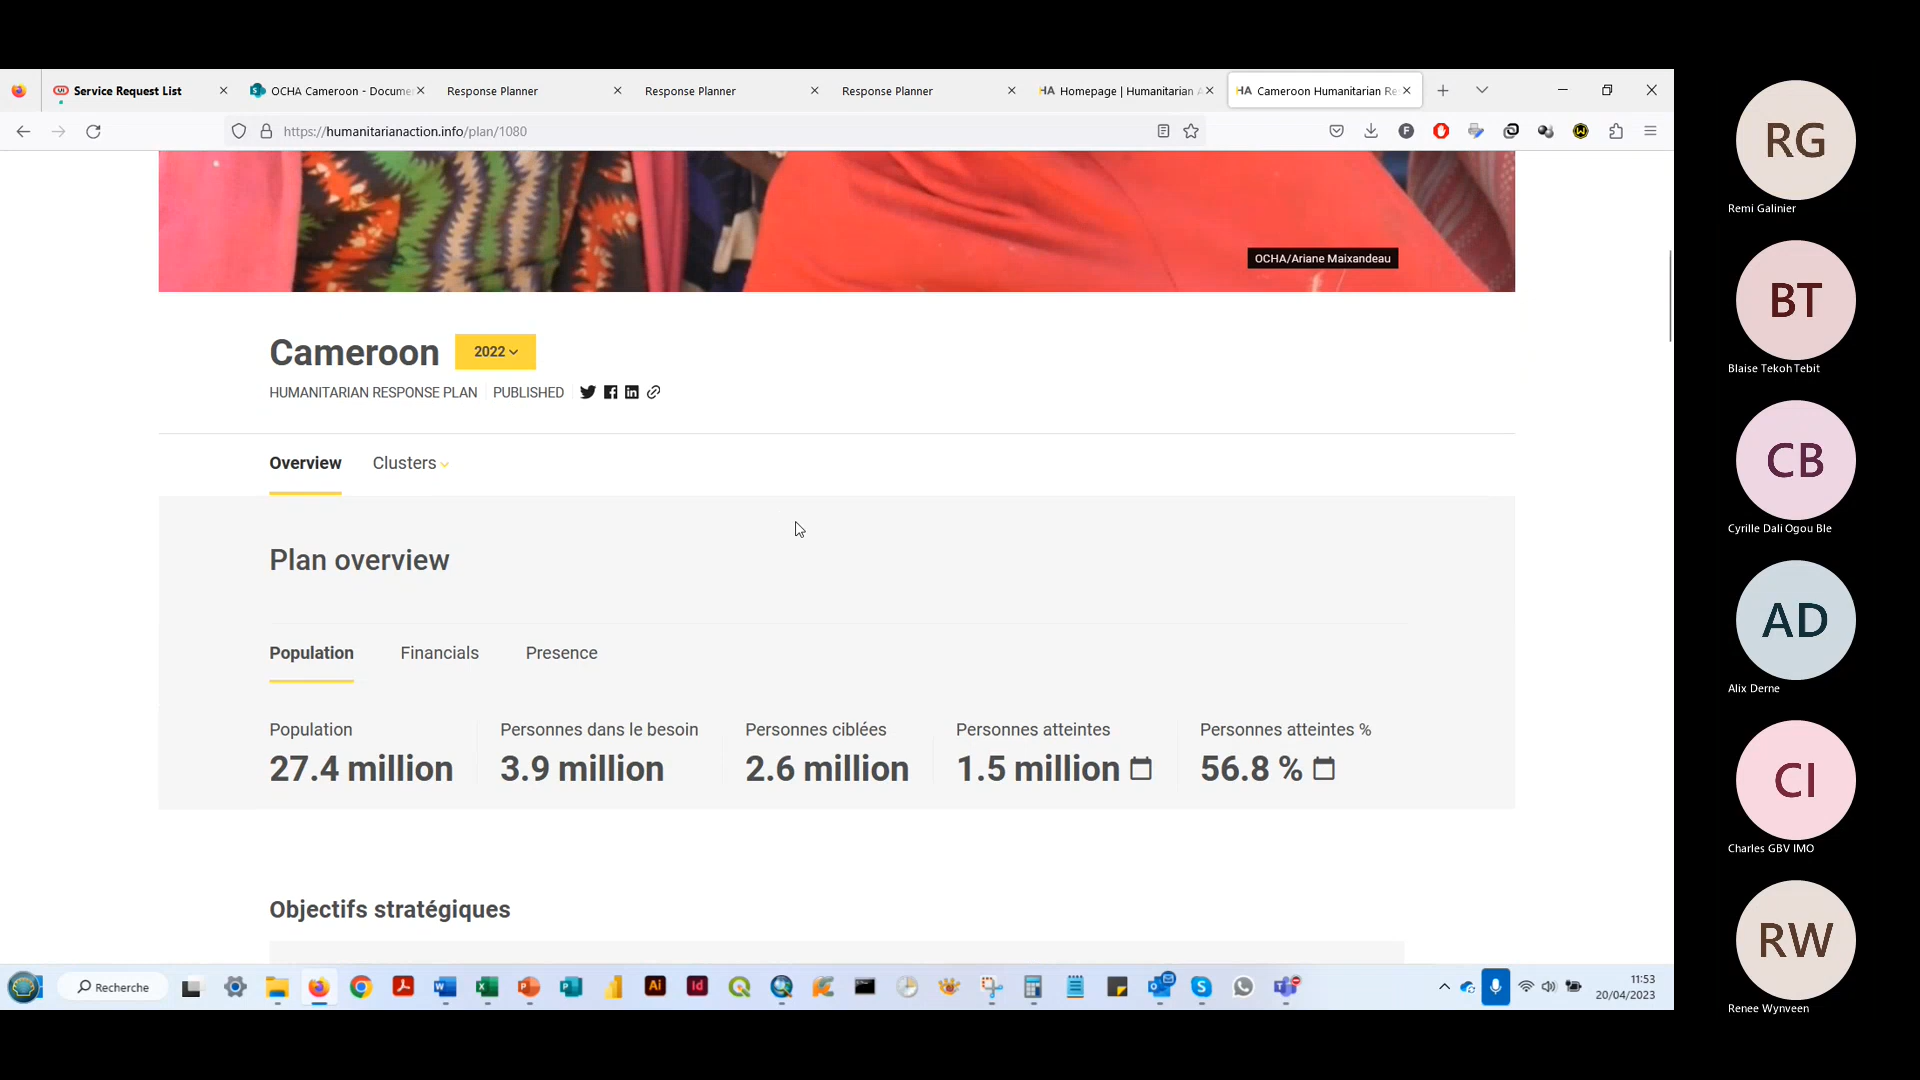 Service Request List
OCHA Cameroon - Docume
Response Planner
Response Planner
Response Planner
HA Homepage | Humanitarian A
HA Cameroon Humanitarian Re
https://humanitarianaction.info/plan/1080
OCHA/Ariane Maixandeau
Cameroon 2022
HUMANITARIAN RESPONSE PLAN PUBLISHED
Overview Clusters
Plan overview
Population Financials Presence
Population Personnes dans le besoin Personnes ciblées Personnes atteintes Personnes atteintes %
27.4 million 3.9 million 2.6 million 1.5 million 56.8 %
Objectifs stratégiques
Recherche
11:53
20/04/2023
RG
Remi Galinier
BT
Blaise Tekoh Tebit
CB
Cyrille Dali Ogou Ble
AD
Alix Derne
CI
Charles GBV IMO
RW
Renee Wynveen